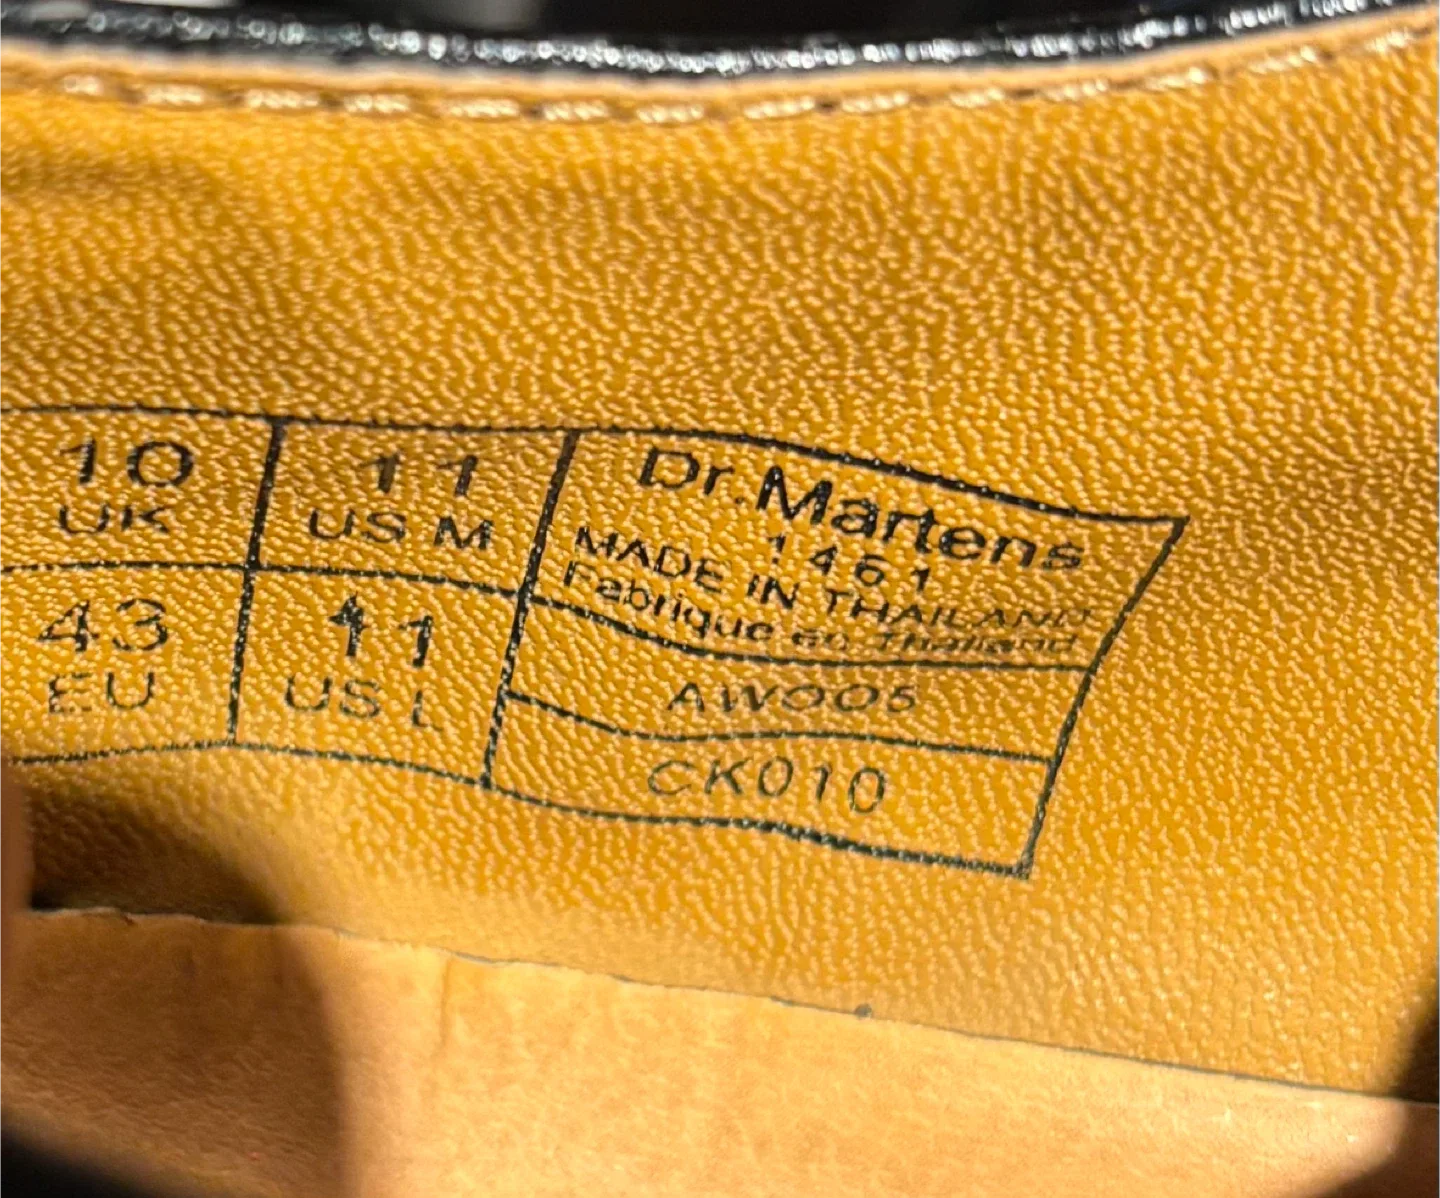 10
UK
11
US M
43
EU
11
US L
Dr.Martens
1461
MADE IN THAILAND
Fabrique en Thailand
AW005
CK010